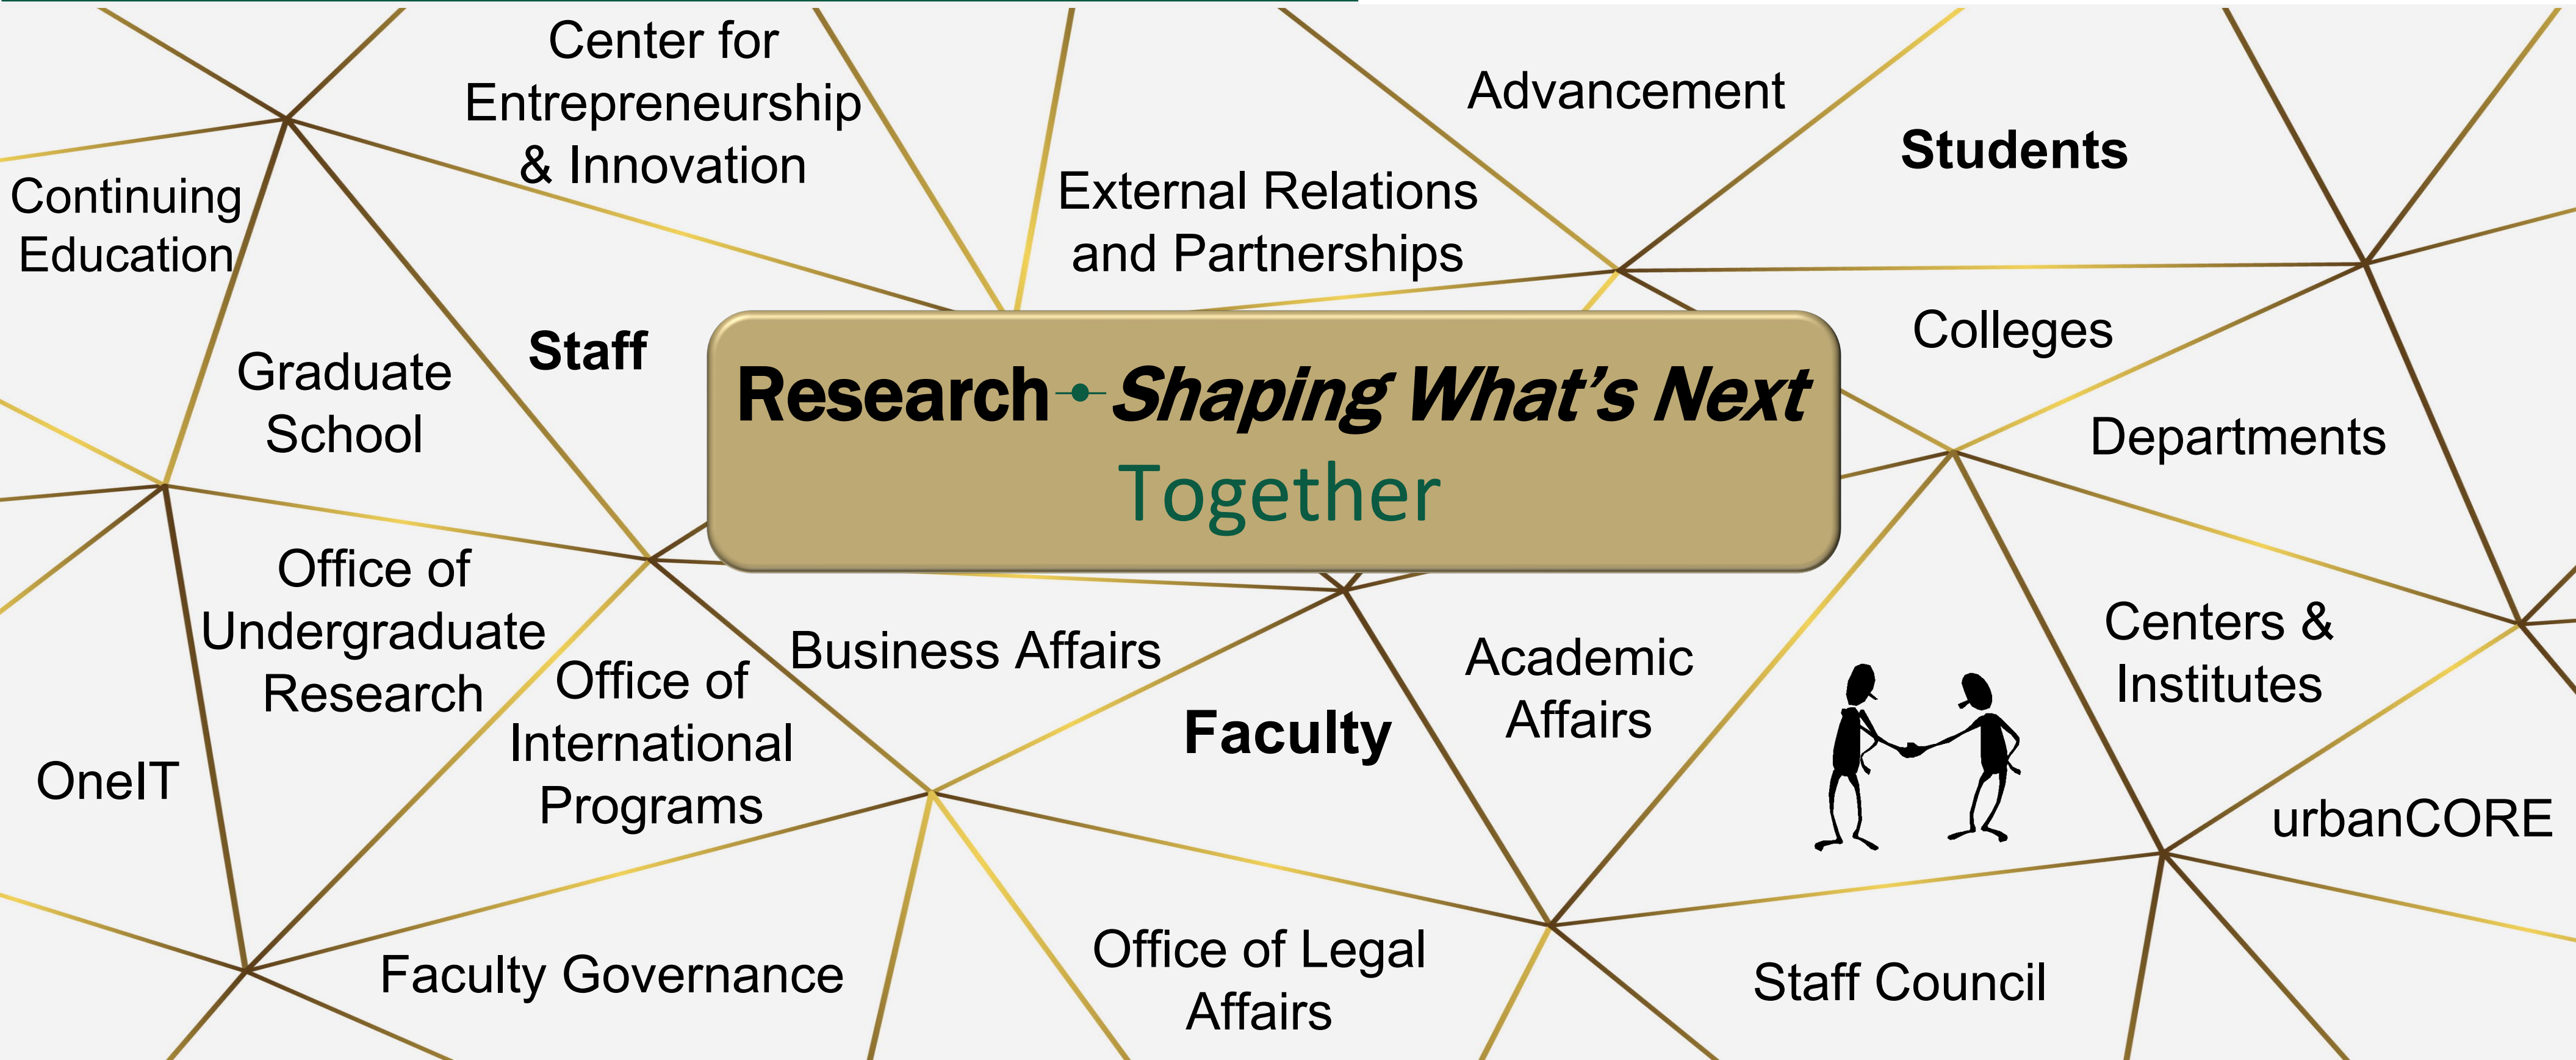 Center for
Entrepreneurship
& Innovation
Advancement
Students
Continuing
Education
External Relations
and Partnerships
Staff
Graduate
School
Colleges
Departments
Research Shaping What's Next
Together
Office of
Undergraduate
Research
Office of
International
Programs
Business Affairs
Faculty
Academic
Affairs
Centers &
Institutes
OneIT
urbanCORE
Faculty Governance
Office of Legal
Affairs
Staff Council